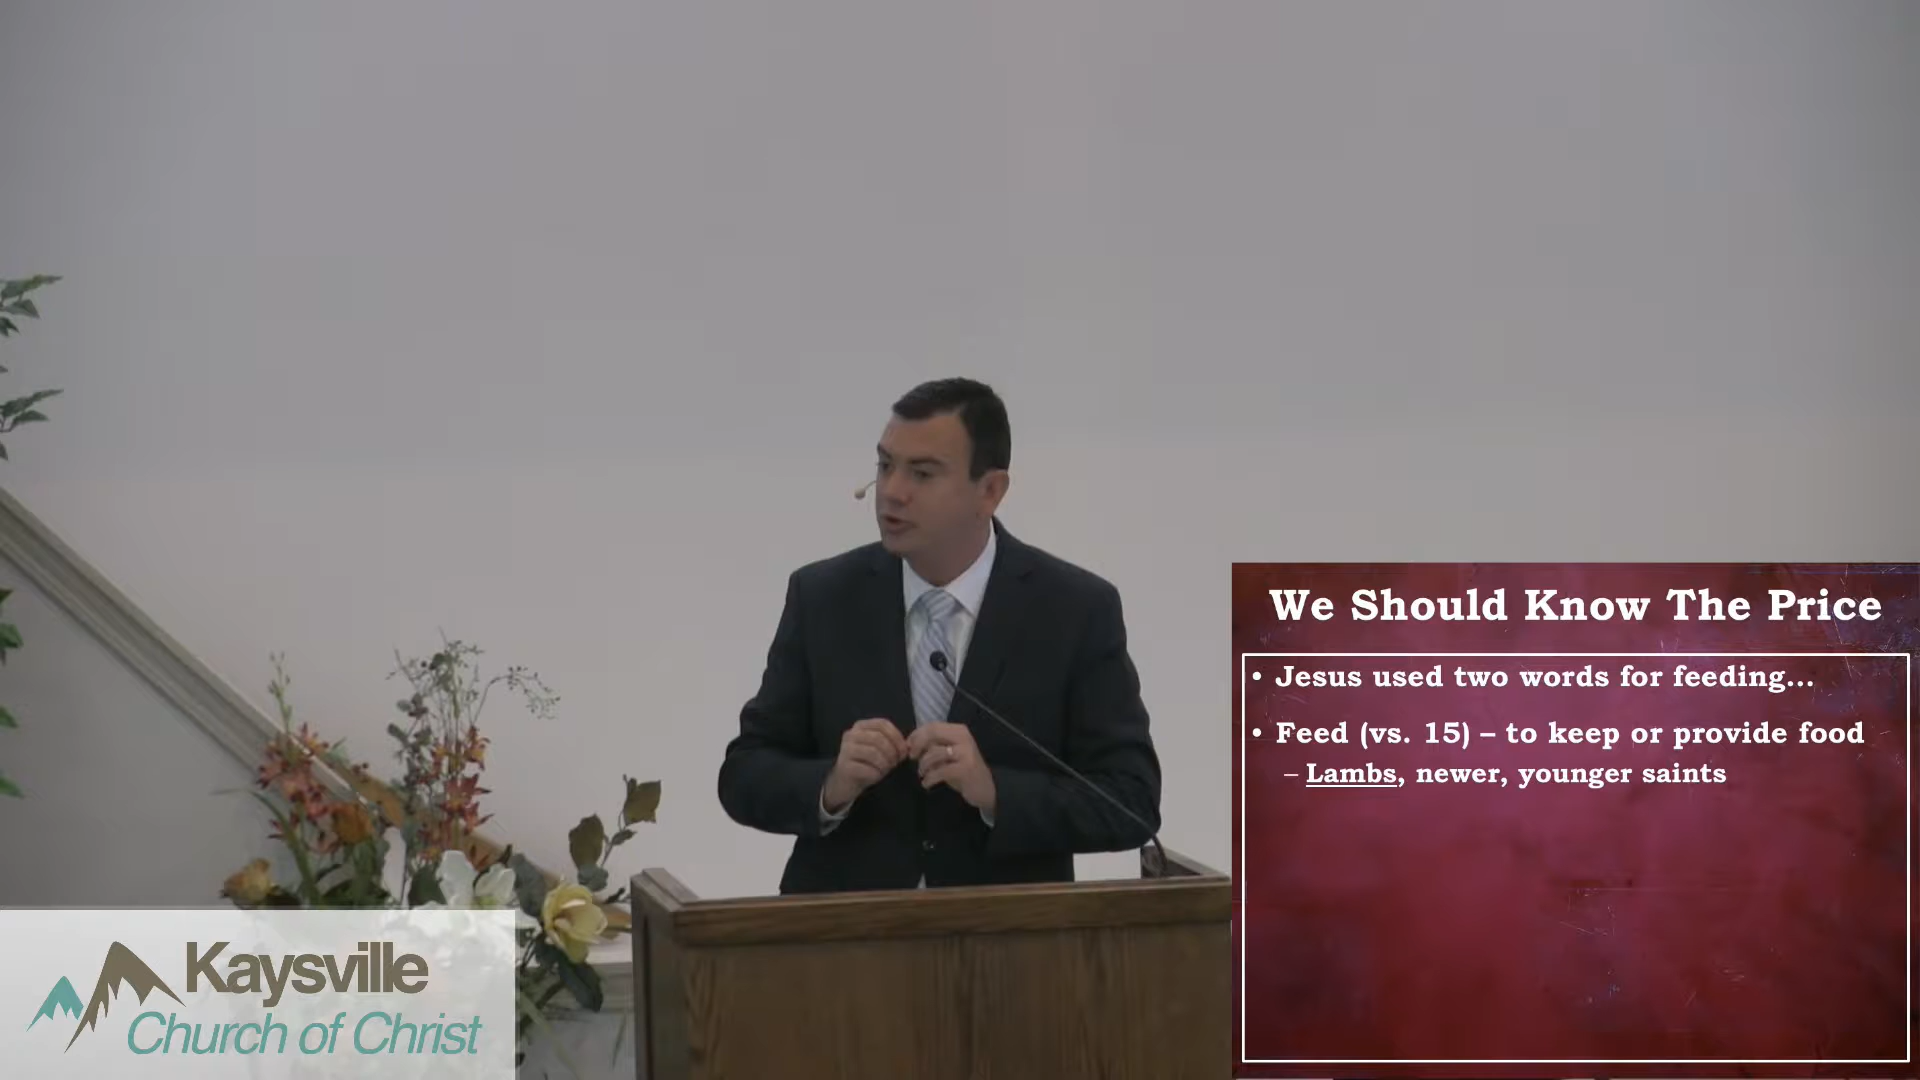 We Should Know The Price
• Jesus used two words for feeding...
• Feed (vs. 15) – to keep or provide food
– Lambs, newer, younger saints
Kaysville
Church of Christ